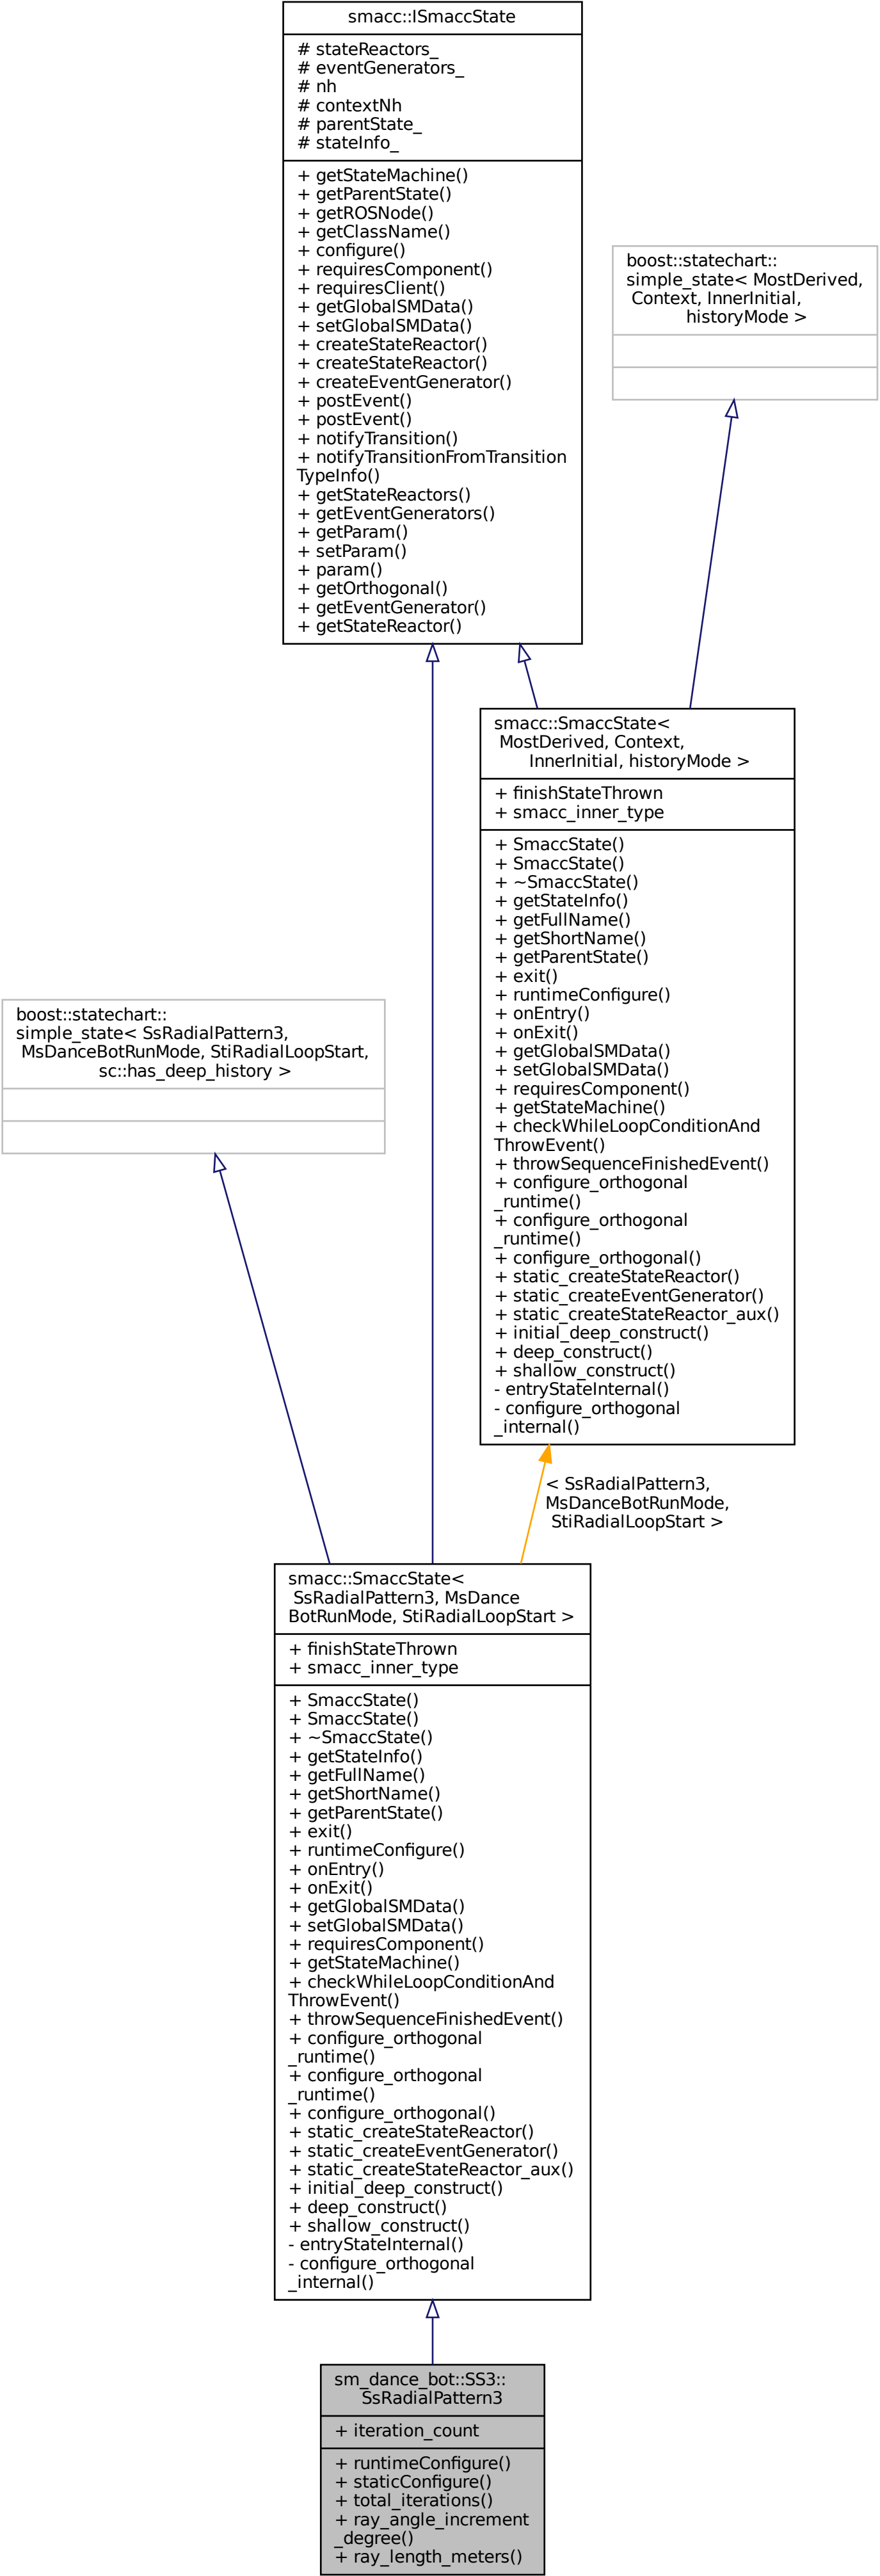 smacc::ISmaccState
# stateReactors_
# eventGenerators_
# nh
# contextNh
# parentState_
# stateInfo_
+ getStateMachine()
+ getParentState()
+ getROSNode()
+ getClassName()
+ configure()
+ requiresComponent()
+ requiresClient()
+ getGlobalSMData()
+ setGlobalSMData()
+ createStateReactor()
+ createStateReactor()
+ createEventGenerator()
+ postEvent()
+ postEvent()
+ notifyTransition()
+ notifyTransitionFromTransition
TypeInfo()
+ getStateReactors()
+ getEventGenerators()
+ getParam()
+ setParam()
+ param()
+ getOrthogonal()
+ getEventGenerator()
+ getStateReactor()
boost::statechart::
simple_state< MostDerived,
Context, InnerInitial,
historyMode >
smacc::SmaccState<
MostDerived, Context,
InnerInitial, historyMode >
+ finishStateThrown
+ smacc_inner_type
+ SmaccState()
+ SmaccState()
+ ~SmaccState()
+ getStateInfo()
+ getFullName()
+ getShortName()
+ getParentState()
+ exit()
+ runtimeConfigure()
+ onEntry()
+ onExit()
+ getGlobalSMData()
+ setGlobalSMData()
+ requiresComponent()
+ getStateMachine()
+ checkWhileLoopConditionAnd
ThrowEvent()
+ throwSequenceFinishedEvent()
+ configure_orthogonal
_runtime()
+ configure_orthogonal
_runtime()
+ configure_orthogonal()
+ static_createStateReactor()
+ static_createEventGenerator()
+ static_createStateReactor_aux()
+ initial_deep_construct()
+ deep_construct()
+ shallow_construct()
- entryStateInternal()
- configure_orthogonal
_internal()
boost::statechart::
simple_state< SsRadialPattern3,
MsDanceBotRunMode, StiRadialLoopStart,
sc::has_deep_history >
< SsRadialPattern3,
MsDanceBotRunMode,
StiRadialLoopStart >
smacc::SmaccState<
SsRadialPattern3, MsDance
BotRunMode, StiRadialLoopStart >
+ finishStateThrown
+ smacc_inner_type
+ SmaccState()
+ SmaccState()
+ ~SmaccState()
+ getStateInfo()
+ getFullName()
+ getShortName()
+ getParentState()
+ exit()
+ runtimeConfigure()
+ onEntry()
+ onExit()
+ getGlobalSMData()
+ setGlobalSMData()
+ requiresComponent()
+ getStateMachine()
+ checkWhileLoopConditionAnd
ThrowEvent()
+ throwSequenceFinishedEvent()
+ configure_orthogonal
_runtime()
+ configure_orthogonal
_runtime()
+ configure_orthogonal()
+ static_createStateReactor()
+ static_createEventGenerator()
+ static_createStateReactor_aux()
+ initial_deep_construct()
+ deep_construct()
+ shallow_construct()
- entryStateInternal()
- configure_orthogonal
_internal()
sm_dance_bot::SS3::
SsRadialPattern3
+ iteration_count
+ runtimeConfigure()
+ staticConfigure()
+ total_iterations()
+ ray_angle_increment
_degree()
+ ray_length_meters()